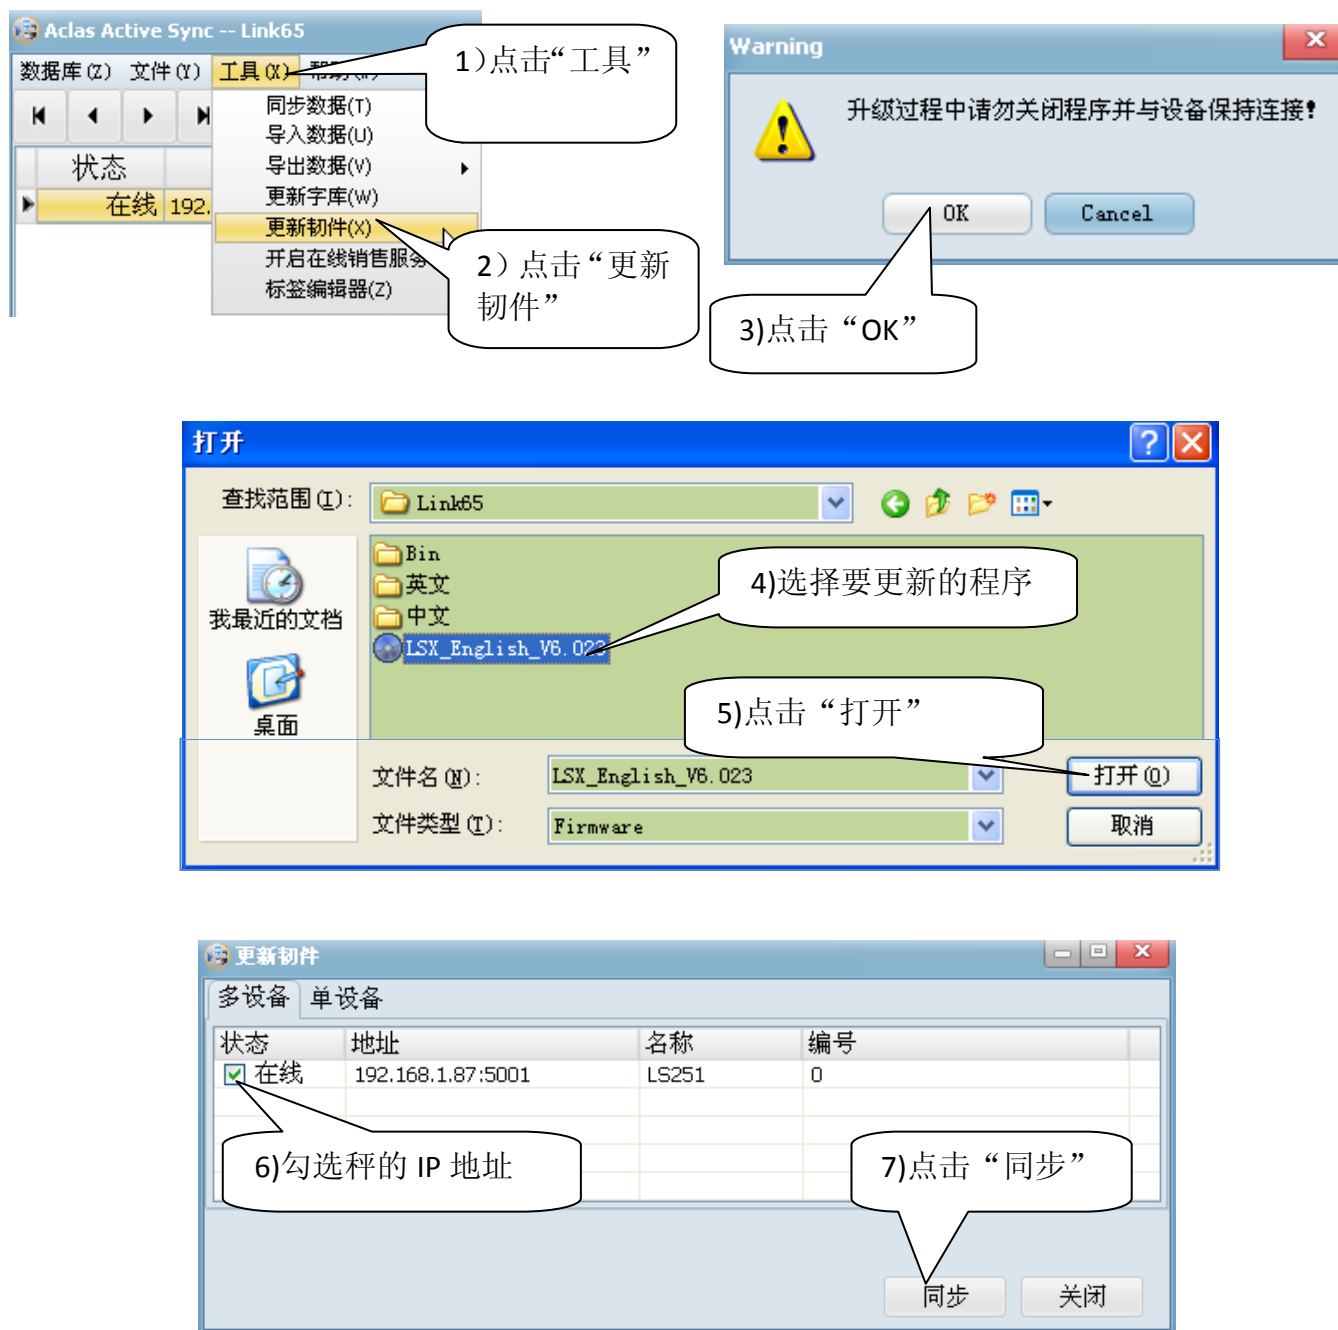 Aclas Active Sync -- Link65
数据库(Z) 文件(Y) 工具(X)
1)点击“工具”
同步数据(T)
导入数据(U)
导出数据(V)
更新字库(W)
更新韧件(X)
开启在线销售服务
标签编辑器(Z)
状态
在线 192.
2)点击“更新
韧件”
Warning
升级过程中请勿关闭程序并与设备保持连接!
OK Cancel
3)点击“OK”
打开
查找范围(I): Link65
Bin
英文
中文
LSX_English_V6.023
我最近的文档
桌面
4)选择要更新的程序
5)点击“打开”
文件名(N): LSX_English_V6.023 打开(O)
文件类型(T): Firmware 取消
更新韧件
多设备 单设备
状态 地址 名称 编号
在线 192.168.1.87:5001 LS251 0
6)勾选秤的 IP 地址
7)点击“同步”
同步 关闭